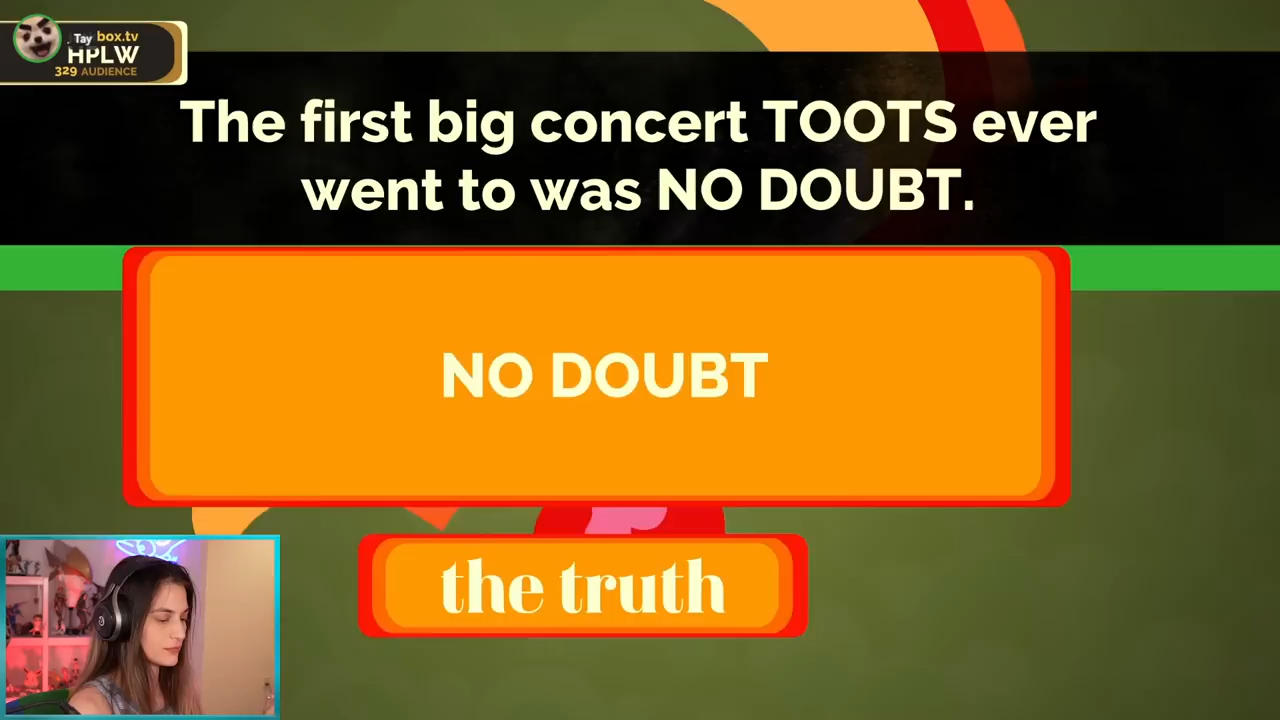 Tay box.tv
HPLW
329 AUDIENCE
The first big concert TOOTS ever
went to was NO DOUBT.
NO DOUBT
the truth